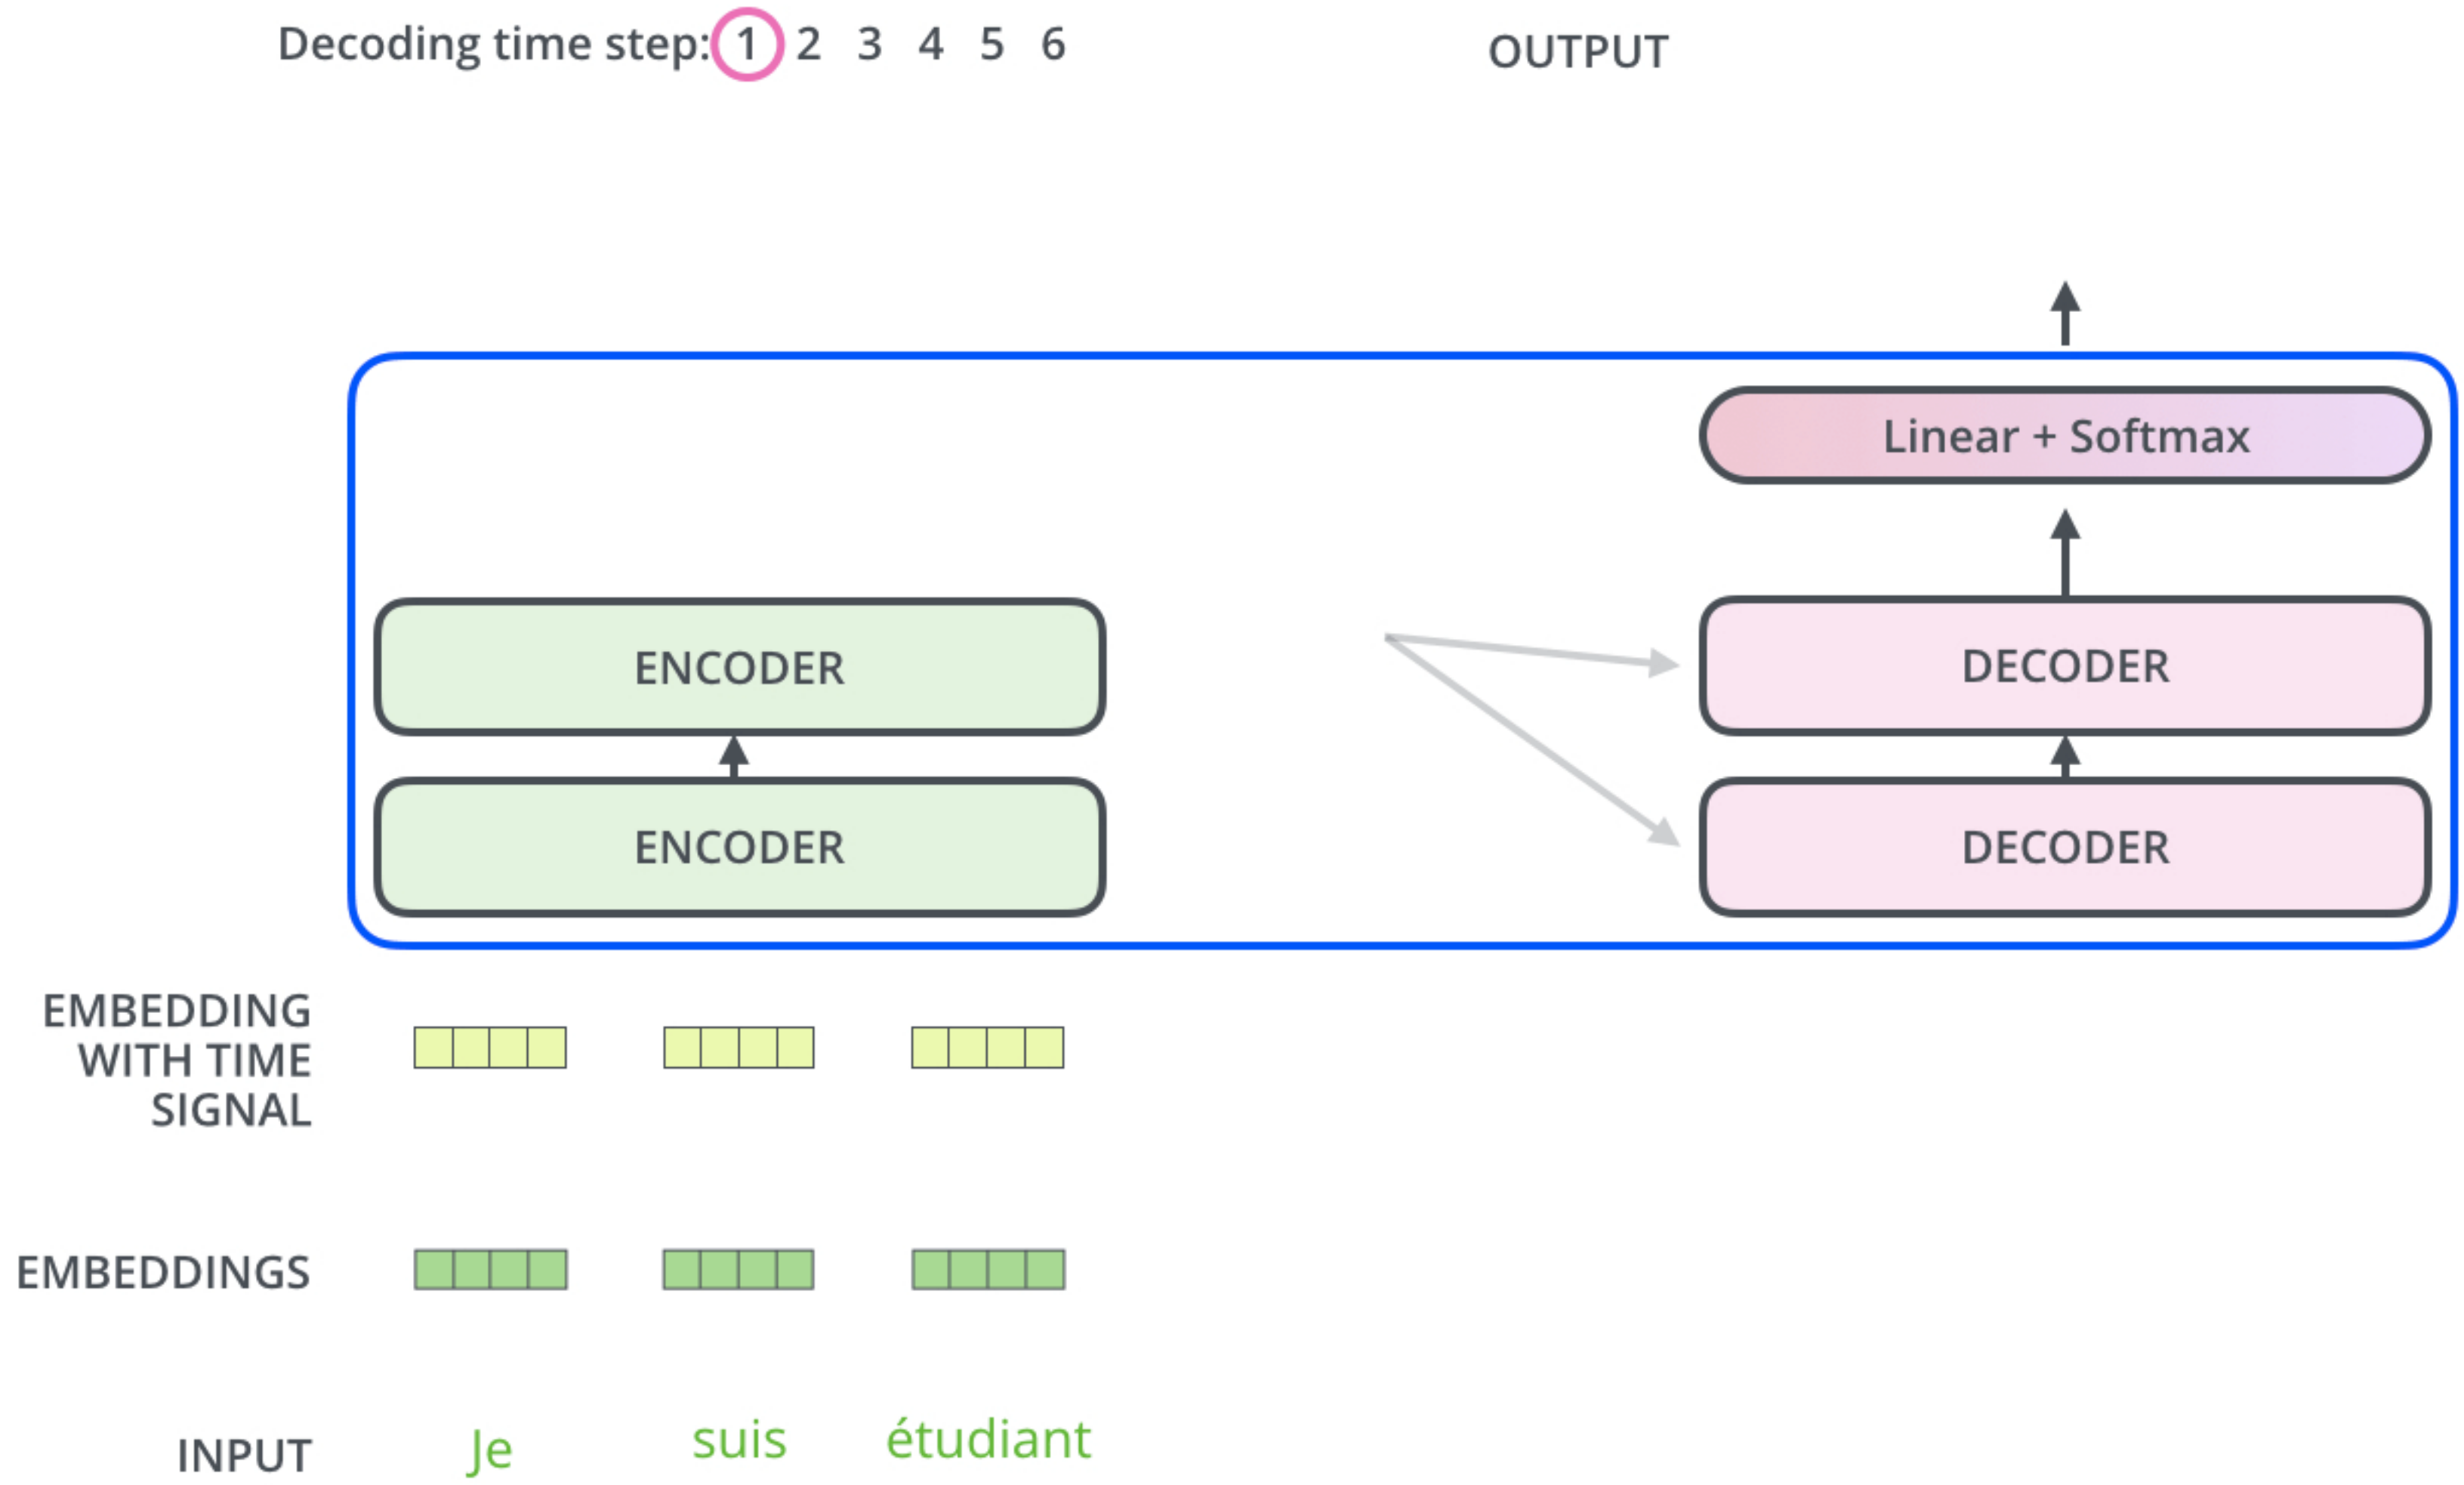 Decoding time step: 1 2 3 4 5 6
OUTPUT
Linear + Softmax
ENCODER
DECODER
ENCODER
DECODER
EMBEDDING
WITH TIME
SIGNAL
EMBEDDINGS
INPUT
Je suis étudiant